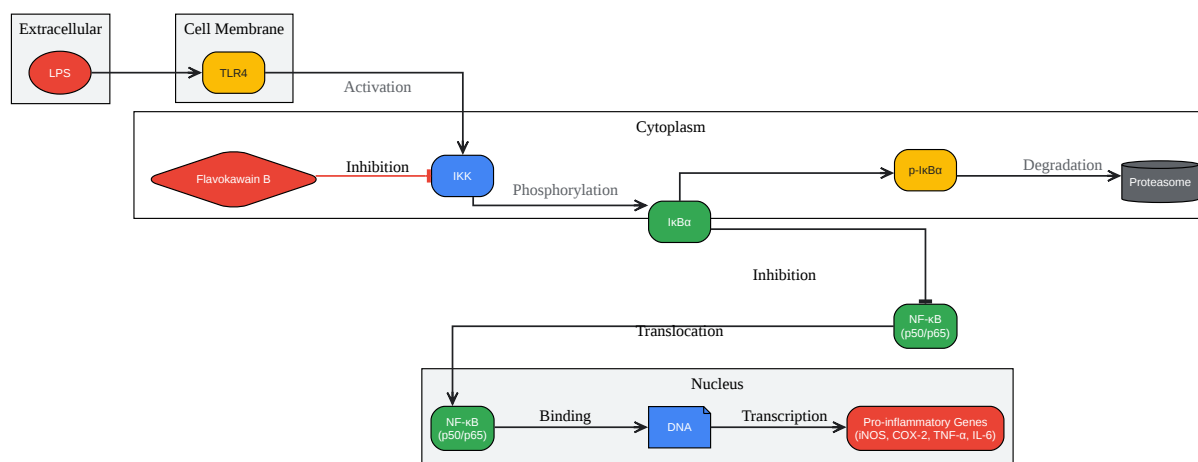 Extracellular
Cell Membrane
LPS
TLR4
Activation
Cytoplasm
Flavokawain B
Inhibition
IKK
Phosphorylation
IκBα
p-IκBα
Degradation
Proteasome
Inhibition
NF-κB
(p50/p65)
Translocation
Nucleus
NF-κB
(p50/p65)
Binding
DNA
Transcription
Pro-inflammatory Genes
(iNOS, COX-2, TNF-α, IL-6)